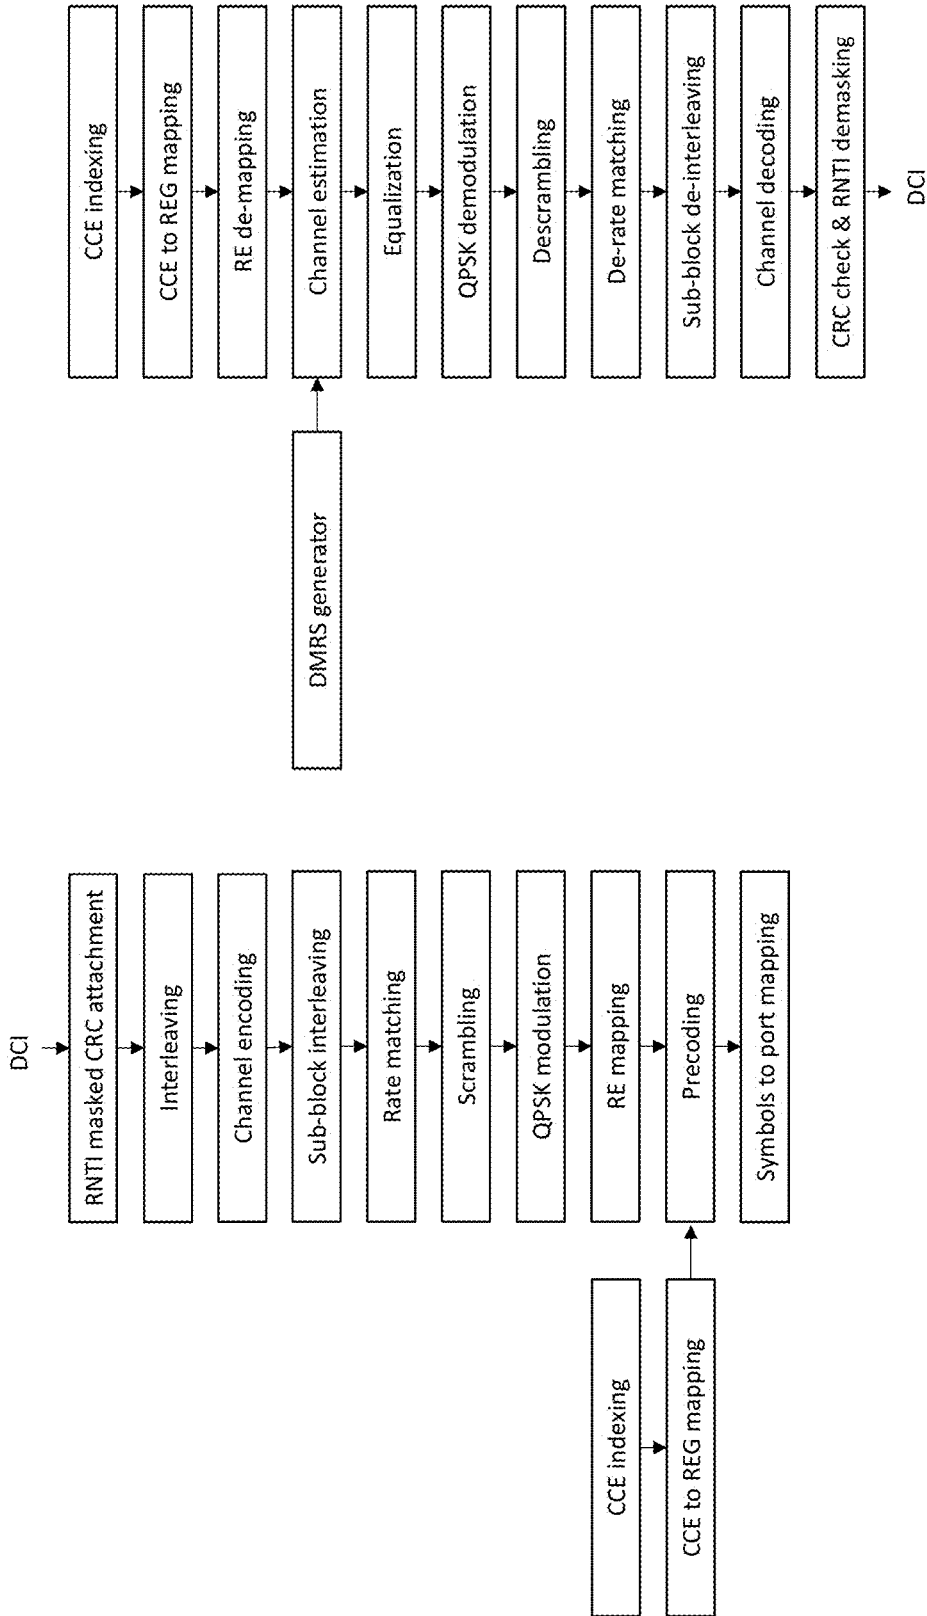 DCI
RNTI masked CRC attachment
Interleaving
Channel encoding
Sub-block interleaving
Rate matching
Scrambling
QPSK modulation
RE mapping
Precoding
Symbols to port mapping
CCE indexing
CCE to REG mapping
CCE indexing
CCE to REG mapping
RE de-mapping
Channel estimation
Equalization
QPSK demodulation
Descrambling
De-rate matching
Sub-block de-interleaving
Channel decoding
CRC check & RNTI demasking
DCI
DMRS generator